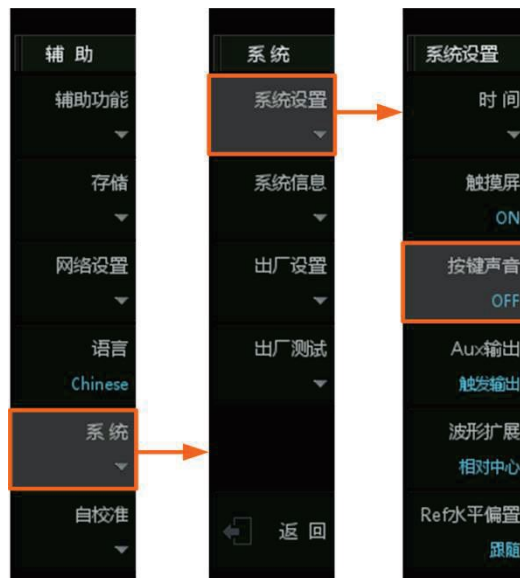 辅 助
辅助功能
存储
网络设置
语言
Chinese
系 统
自校准
系 统
系统设置
系统信息
出厂设置
出厂测试
返 回
系统设置
时 间
触摸屏
ON
按键声音
OFF
Aux输出
触发输出
波形扩展
相对中心
Ref水平偏置
跟随